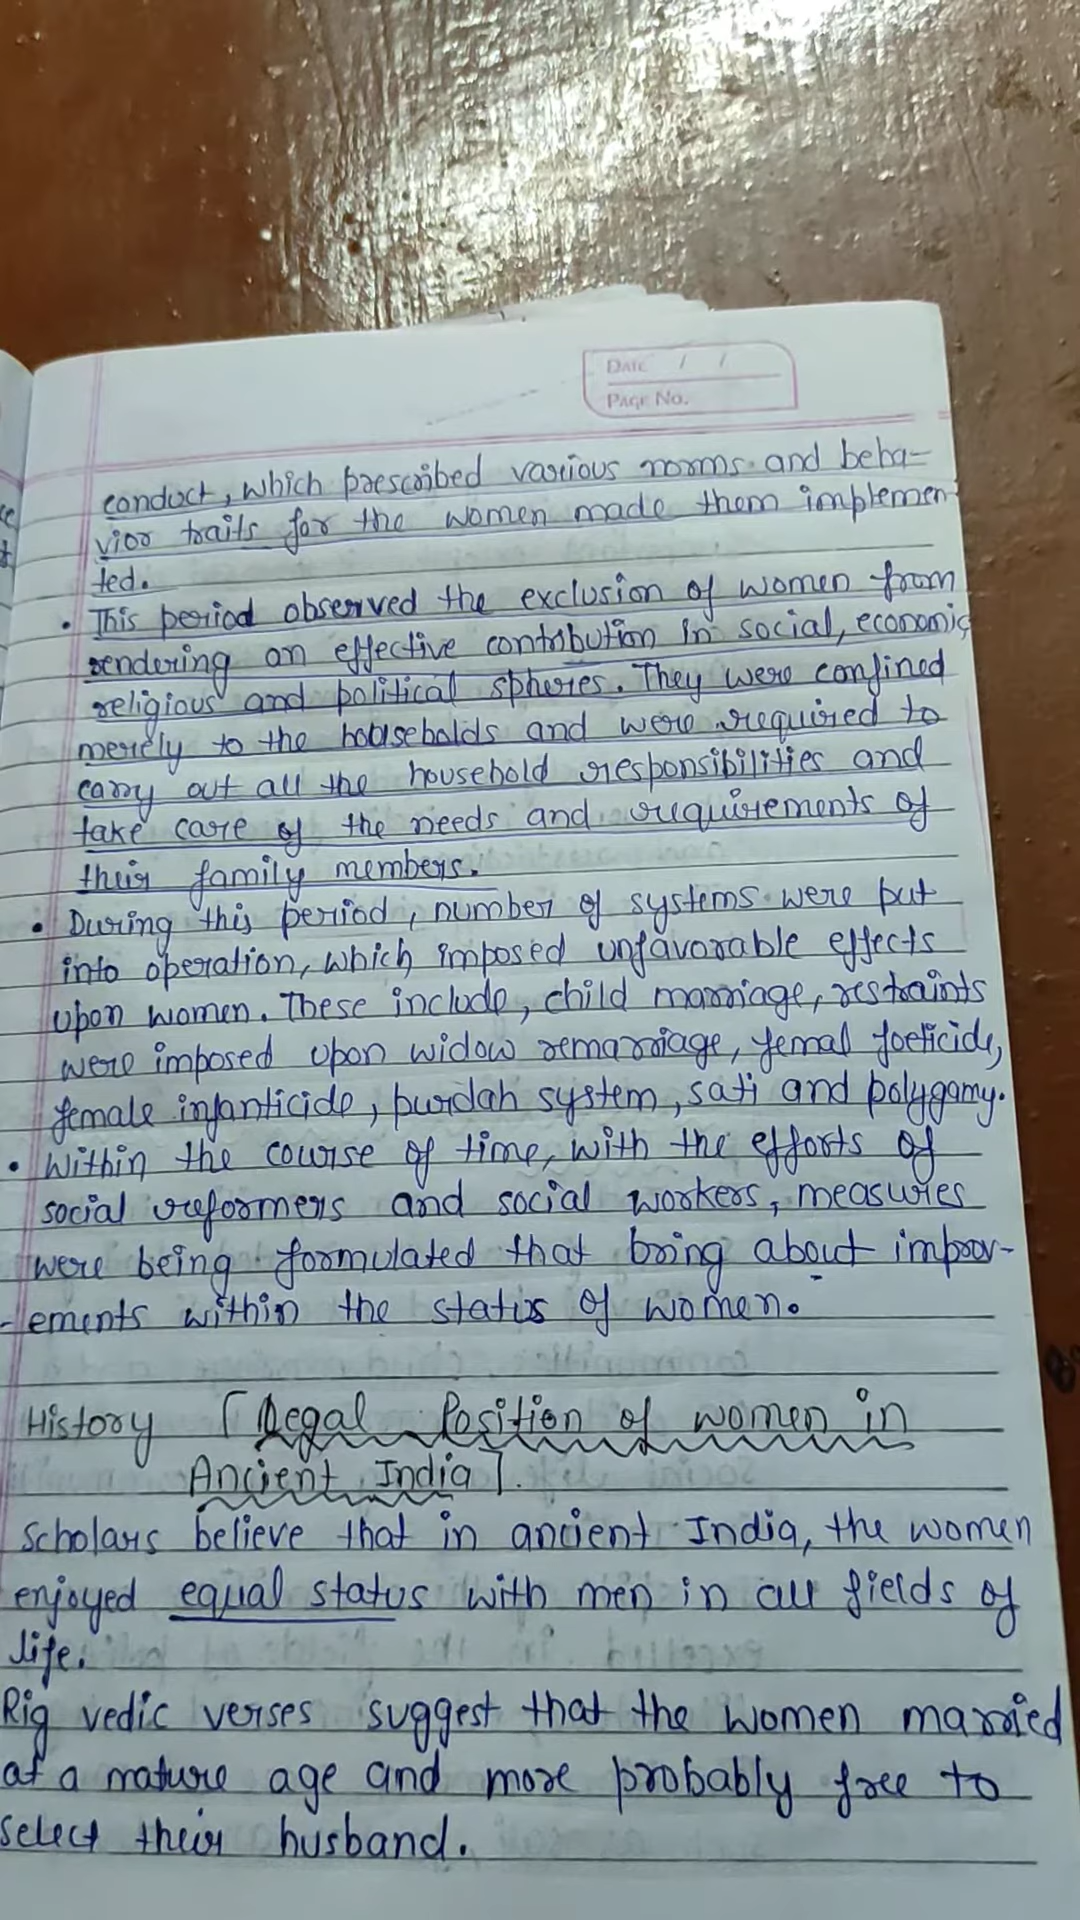 DATE / /
PAGE No.
conduct, which prescribed various norms and beha-
vior traits for the women made them implemen
ted.
• This period observed the exclusion of women from
rendering an effective contribution in social, economic
religious and political spheres. They were confined
merely to the households and were required to
carry out all the household responsibilities and
take care of the needs and requirements of
their family members.
• During this period, number of systems were put
into operation, which imposed unfavorable effects
upon women. These include, child marriage, restraints
were imposed upon widow remarriage, femal foeticide,
female infanticide, purdah system, sati and polygamy.
• Within the course of time, with the efforts of
social reformers and social workers, measures
were being formulated that bring about improv-
-ements within the status of women.
History [Legal Position of women in
Ancient India].
Scholars believe that in ancient India, the women
enjoyed equal status with men in all fields of
life.
Rig vedic verses suggest that the women married
at a mature age and more probably free to
select their husband.